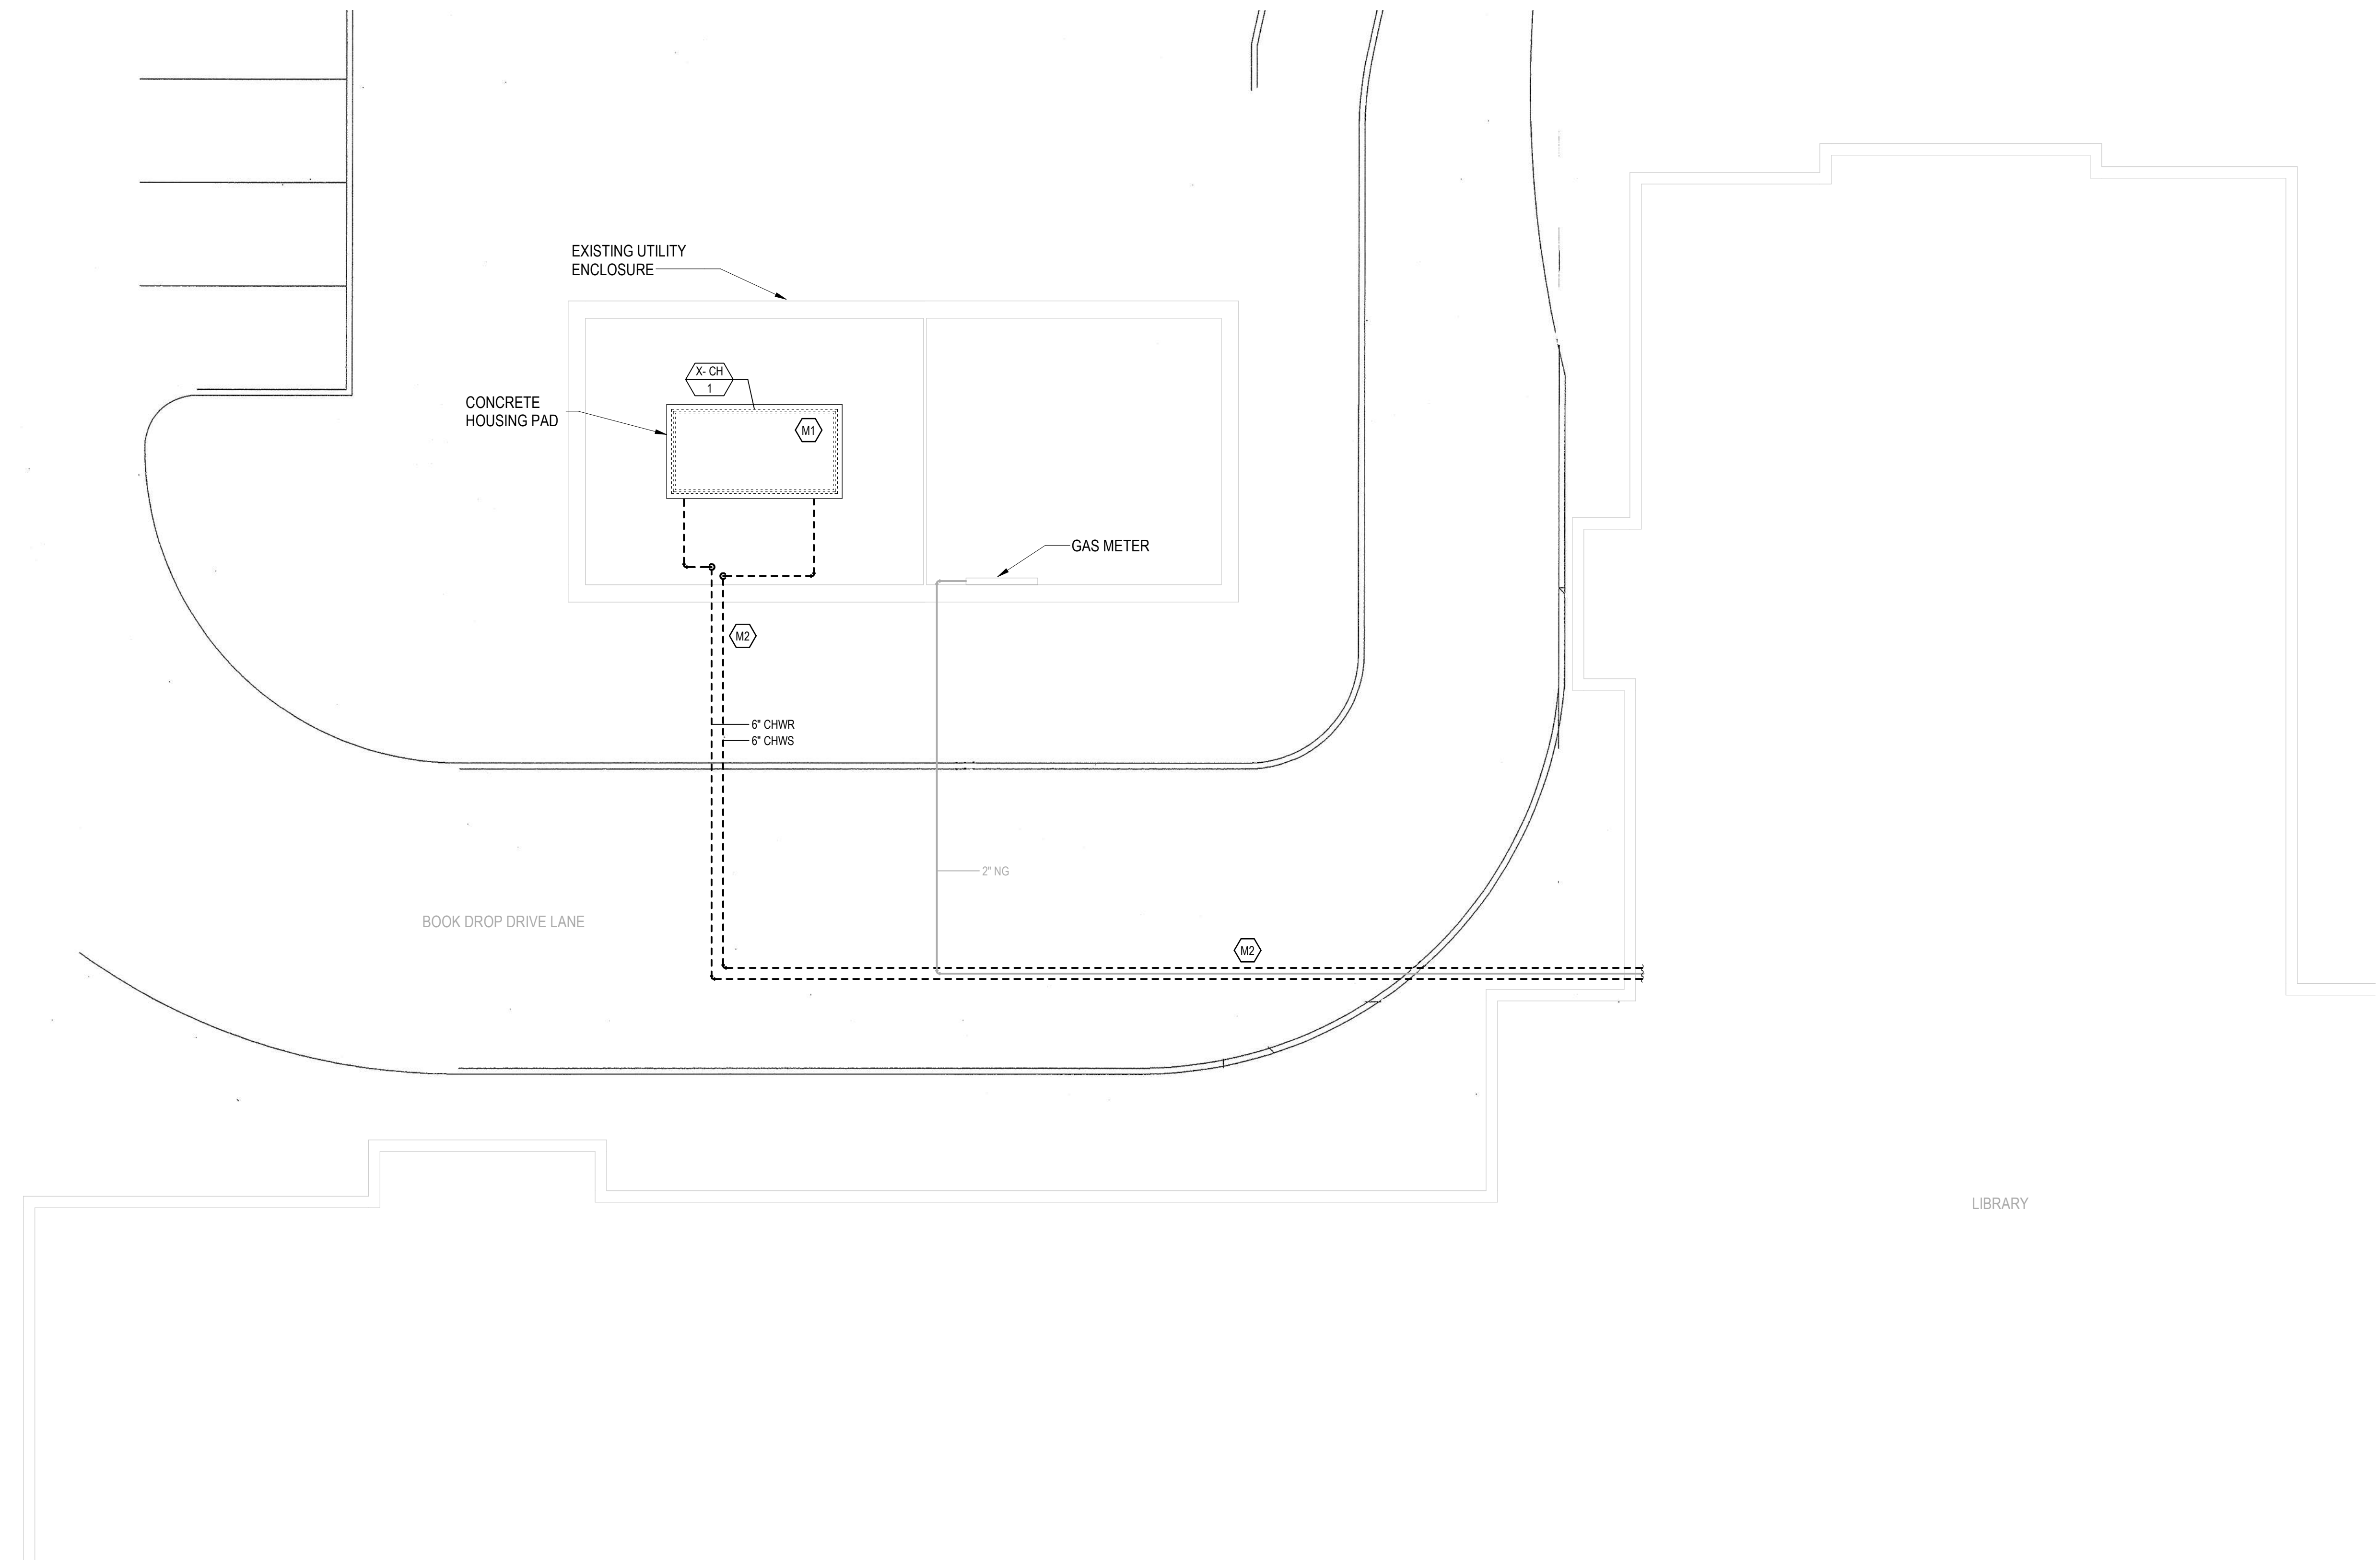 EXISTING UTILITY
ENCLOSURE
X- CH
1
CONCRETE
HOUSING PAD
M1
GAS METER
M2
6" CHWR
6" CHWS
2" NG
BOOK DROP DRIVE LANE
M2
LIBRARY